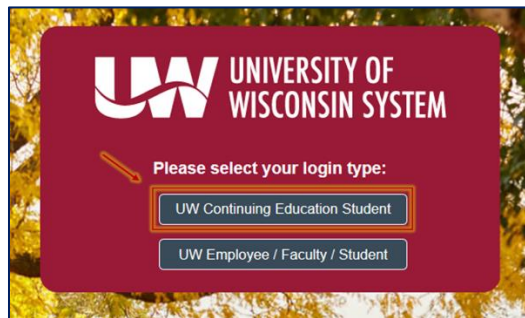 UW UNIVERSITY OF
WISCONSIN SYSTEM
Please select your login type:
UW Continuing Education Student
UW Employee / Faculty / Student